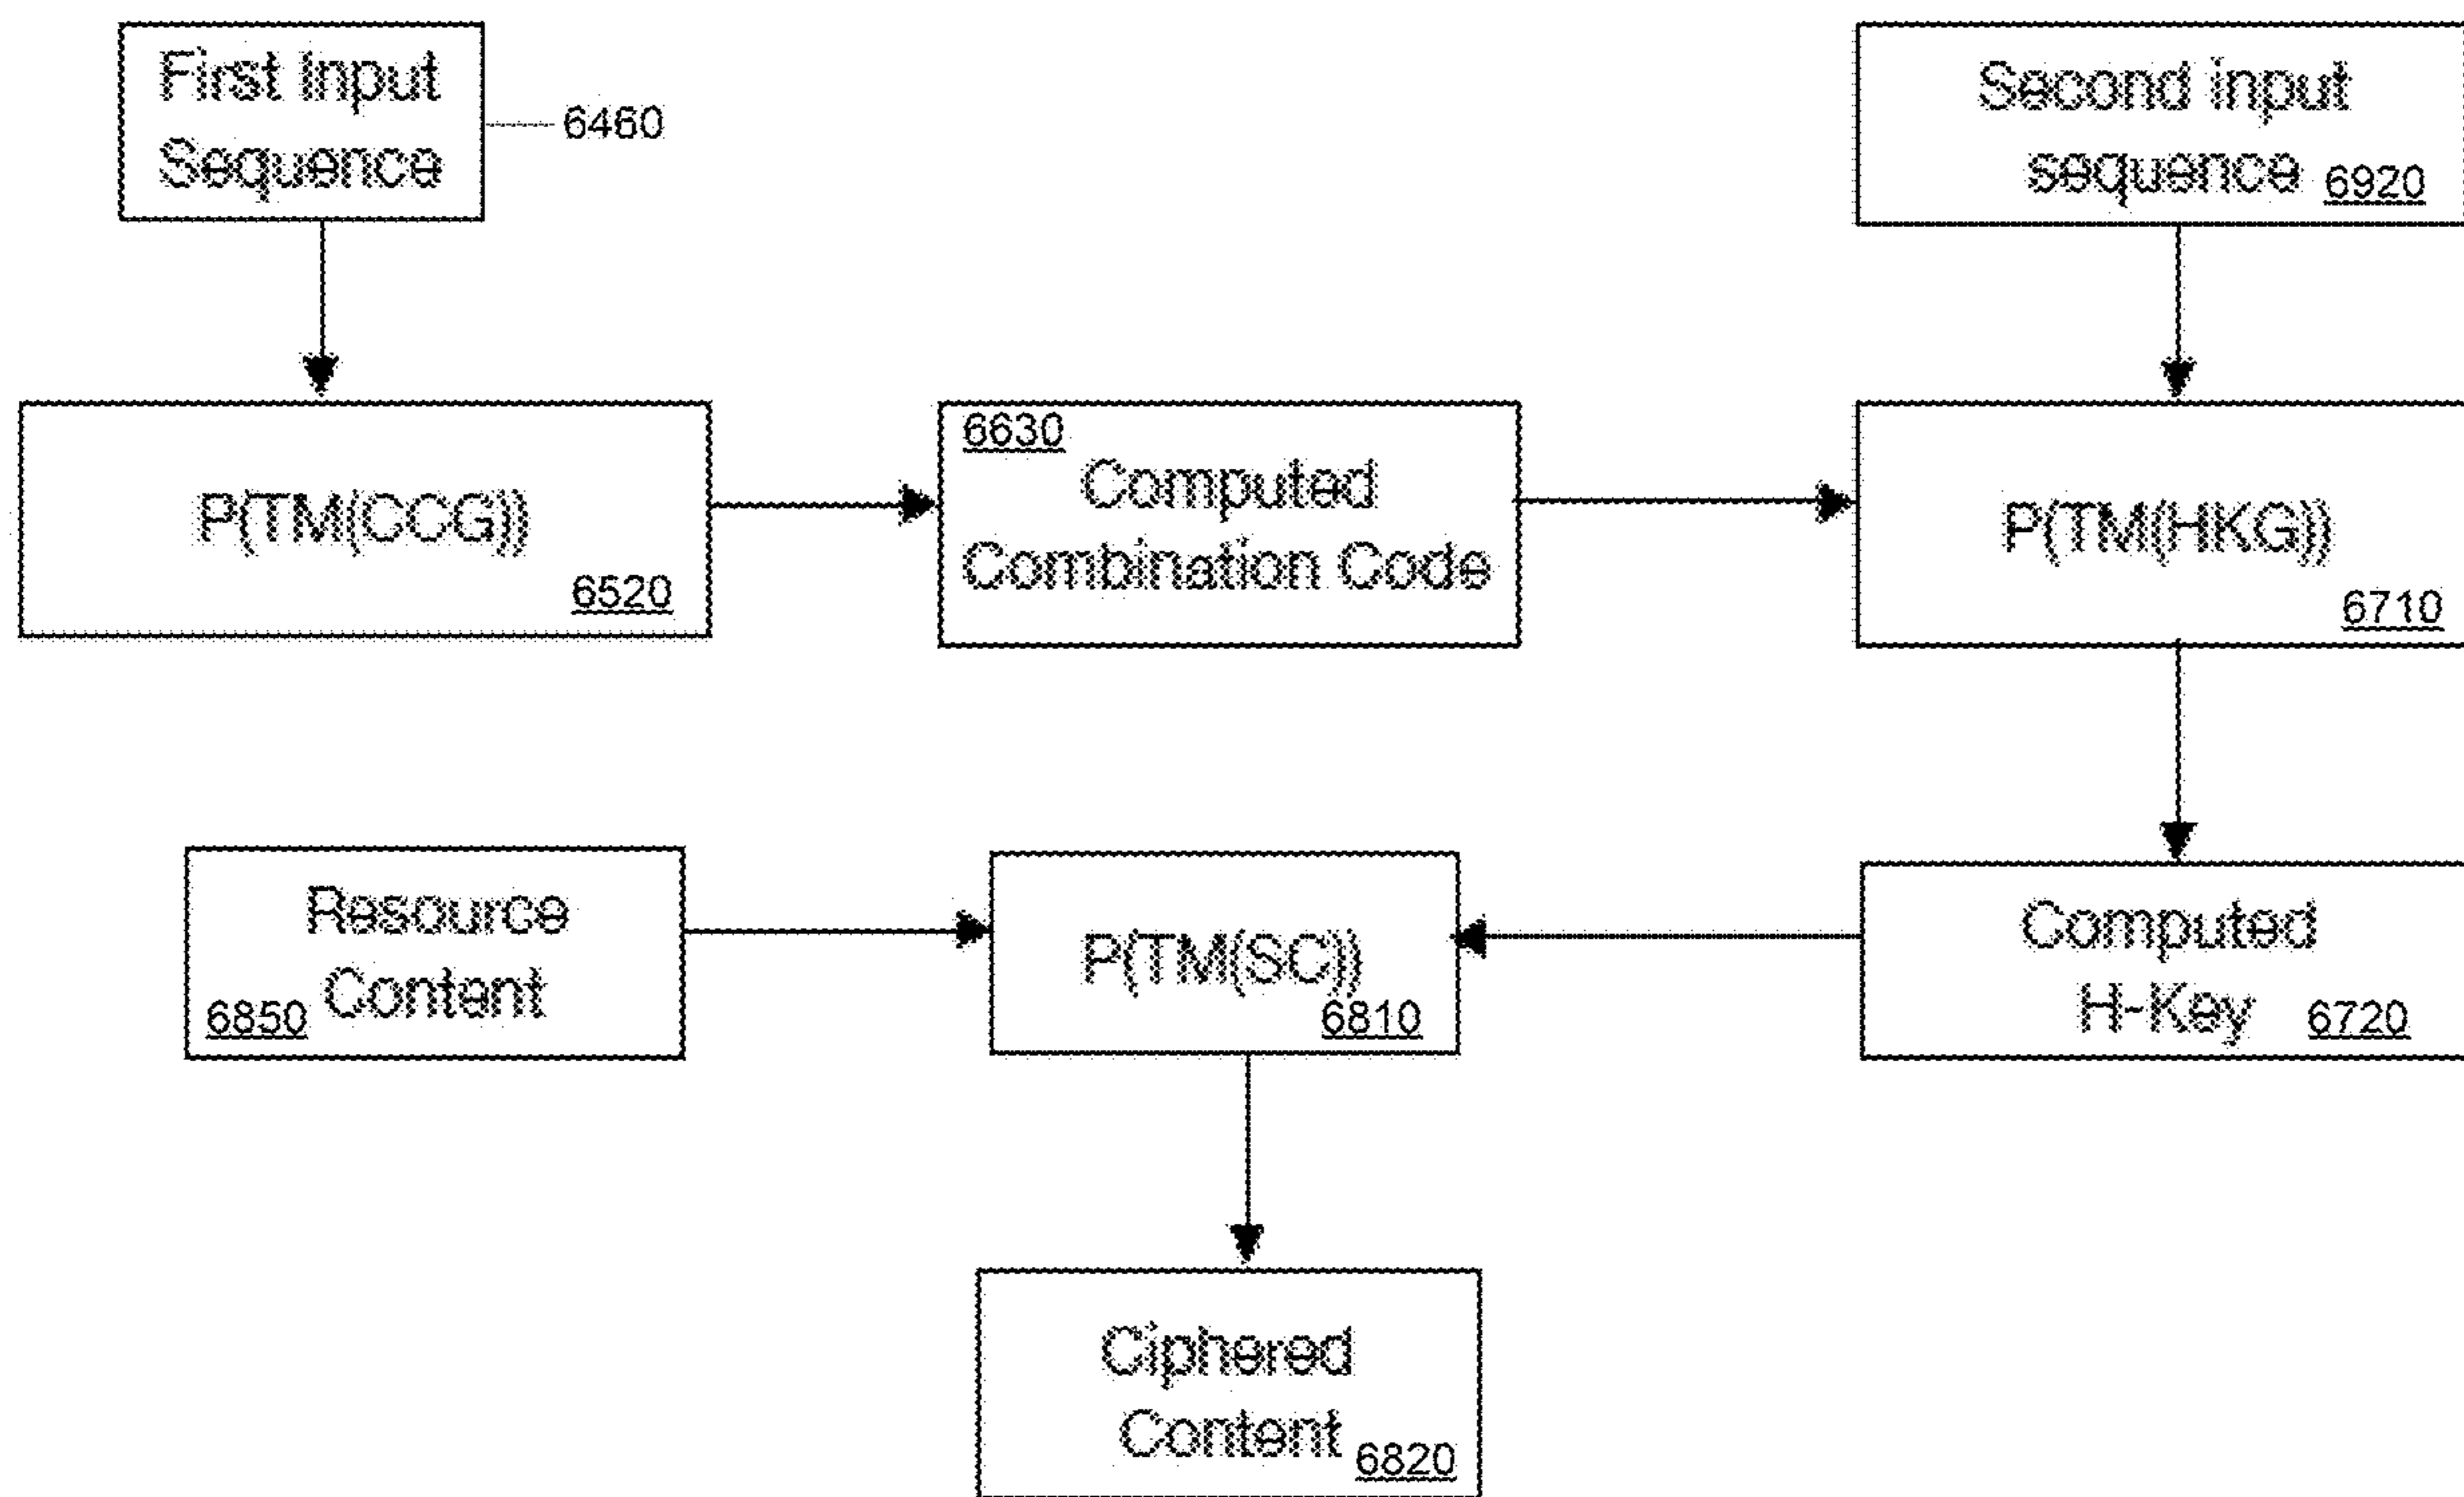 First Input
Sequence
6460
Second input
sequence 6920
P(TM(CCG))
6520
6630
Computed
Combination Code
P(TM(HKG))
6710
Resource
Content
6850
P(TM(SC))
6810
Computed
H-Key 6720
Ciphered
Content 6820